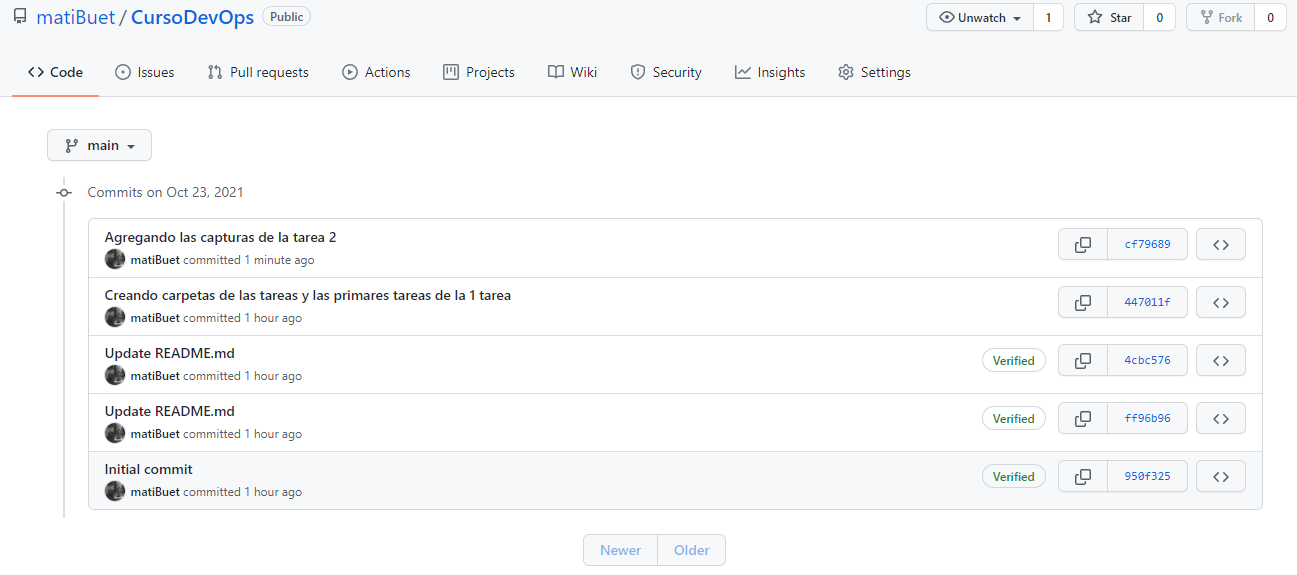 matiBuet / CursoDevOps Public Unwatch 1 Star 0 Fork 0
Code Issues Pull requests Actions Projects Wiki Security Insights Settings
main
Commits on Oct 23, 2021
Agregando las capturas de la tarea 2
matiBuet committed 1 minute ago
cf79689
Creando carpetas de las tareas y las primares tareas de la 1 tarea
matiBuet committed 1 hour ago
447011f
Update README.md
matiBuet committed 1 hour ago
Verified 4cbc576
Update README.md
matiBuet committed 1 hour ago
Verified ff96b96
Initial commit
matiBuet committed 1 hour ago
Verified 950f325
Newer Older